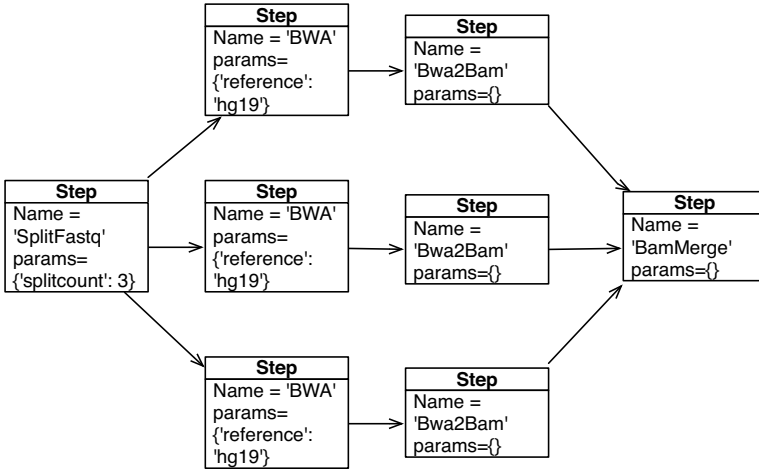 Step
Name = 'BWA'
params=
{'reference':
'hg19'}
Step
Name =
'Bwa2Bam'
params={}
Step
Name =
'SplitFastq'
params=
{'splitcount': 3}
Step
Name = 'BWA'
params=
{'reference':
'hg19'}
Step
Name =
'Bwa2Bam'
params={}
Step
Name =
'BamMerge'
params={}
Step
Name = 'BWA'
params=
{'reference':
'hg19'}
Step
Name =
'Bwa2Bam'
params={}